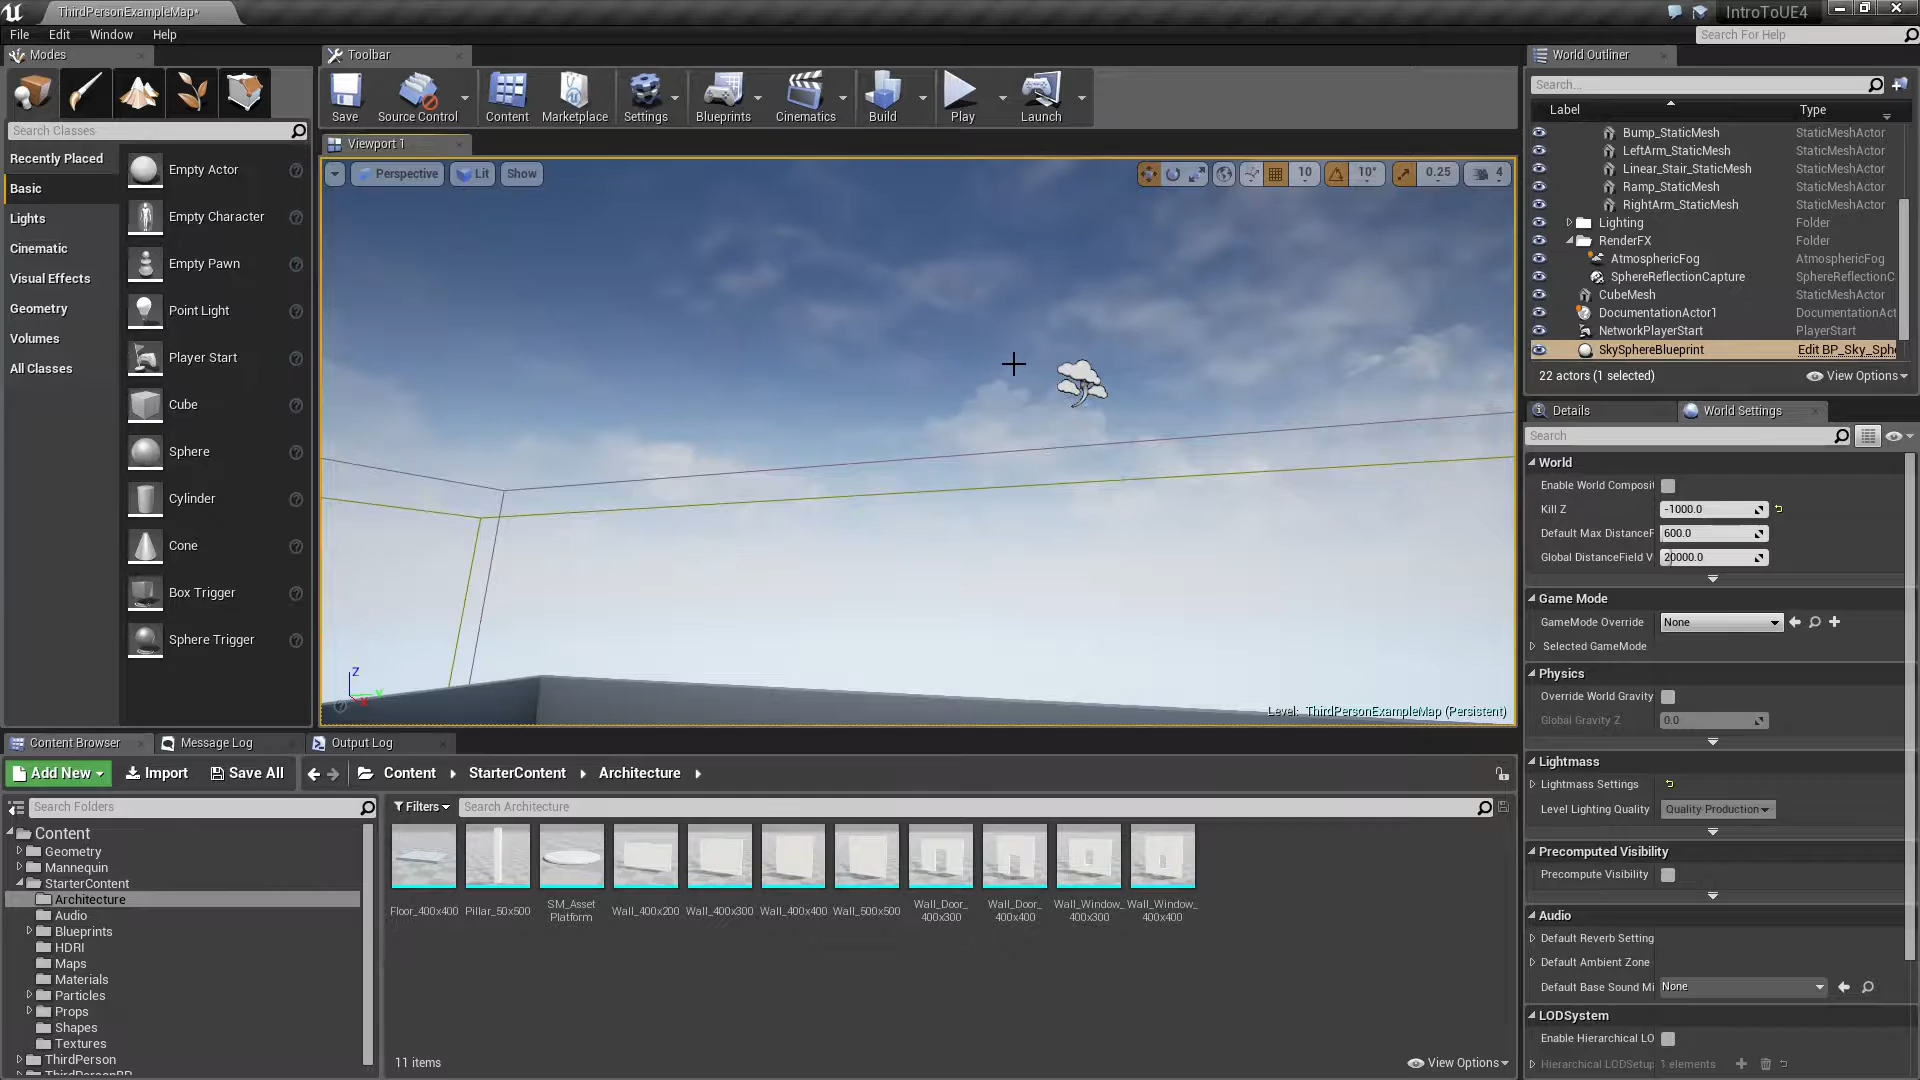 ThirdPersonExampleMap*
IntroToUE4
File Edit Window Help
Search For Help
Modes
Toolbar
World Outliner
Search Classes
Recently Placed
Basic
Lights
Cinematic
Visual Effects
Geometry
Volumes
All Classes
Empty Actor
Empty Character
Empty Pawn
Point Light
Player Start
Cube
Sphere
Cylinder
Cone
Box Trigger
Sphere Trigger
Save Source Control Content Marketplace Settings Blueprints Cinematics Build Play Launch
Viewport 1
Perspective Lit Show
10 10° 0.25 4
Z
Y
X
Level: ThirdPersonExampleMap (Persistent)
Search...
Label Type
Bump_StaticMesh StaticMeshActor
LeftArm_StaticMesh StaticMeshActor
Linear_Stair_StaticMesh StaticMeshActor
Ramp_StaticMesh StaticMeshActor
RightArm_StaticMesh StaticMeshActor
Lighting Folder
RenderFX Folder
AtmosphericFog AtmosphericFog
SphereReflectionCapture SphereReflectionC
CubeMesh StaticMeshActor
DocumentationActor1 DocumentationAct
NetworkPlayerStart PlayerStart
SkySphereBlueprint Edit BP_Sky_Sphe
22 actors (1 selected) View Options
Details World Settings
Search
World
Enable World Composit
Kill Z -1000.0
Default Max DistanceF 600.0
Global DistanceField V 20000.0
Game Mode
GameMode Override None
Selected GameMode
Physics
Override World Gravity
Global Gravity Z 0.0
Lightmass
Lightmass Settings
Level Lighting Quality Quality Production
Precomputed Visibility
Precompute Visibility
Audio
Default Reverb Setting
Default Ambient Zone
Default Base Sound Mi None
LODSystem
Enable Hierarchical LO
Hierarchical LODSetup 1 elements
Content Browser Message Log Output Log
Add New Import Save All Content StarterContent Architecture
Search Folders
Filters Search Architecture
Content
Geometry
Mannequin
StarterContent
Architecture
Audio
Blueprints
HDRI
Maps
Materials
Particles
Props
Shapes
Textures
ThirdPerson
ThirdPersonBP
Floor_400x400
Pillar_50x500
SM_Asset
Platform
Wall_400x200
Wall_400x300
Wall_400x400
Wall_500x500
Wall_Door_
400x300
Wall_Door_
400x400
Wall_Window_
400x300
Wall_Window_
400x400
11 items View Options